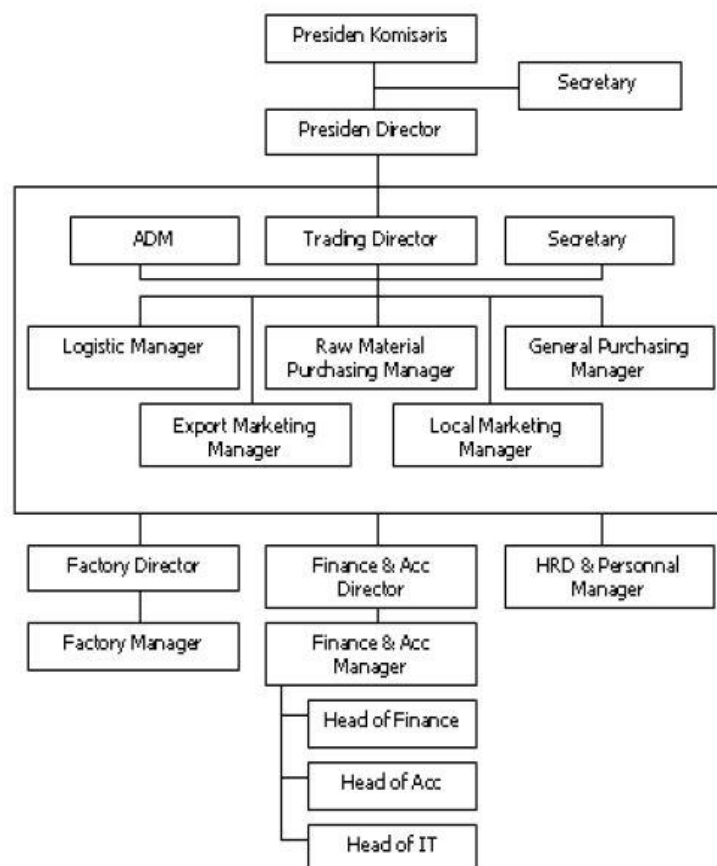 Presiden Komisaris
Secretary
Presiden Director
ADM
Trading Director
Secretary
Logistic Manager
Raw Material
Purchasing Manager
General Purchasing
Manager
Export Marketing
Manager
Local Marketing
Manager
Factory Director
Finance & Acc
Director
HRD & Personnal
Manager
Factory Manager
Finance & Acc
Manager
Head of Finance
Head of Acc
Head of IT